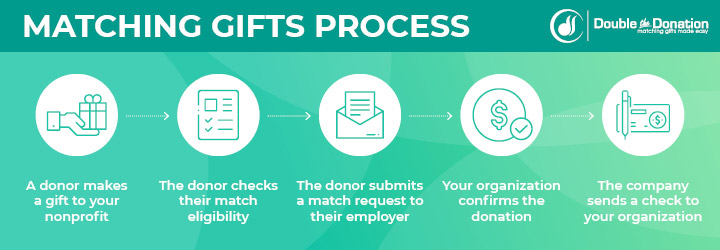 MATCHING GIFTS PROCESS
Double the Donation
matching gifts made easy
A donor makes
a gift to your
nonprofit
The donor checks
their match
eligibility
The donor submits
a match request to
their employer
Your organization
confirms the
donation
The company
sends a check to
your organization